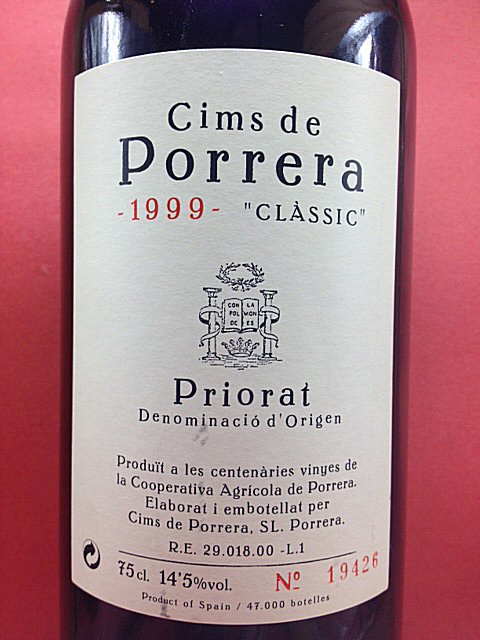 Cims de
Porrera
-1999- "CLÀSSIC"
CON LA
POL MON
DE ES
Priorat
Denominació d'Origen
Produït a les centenàries vinyes de
la Cooperativa Agrícola de Porrera.
Elaborat i embotellat per
Cims de Porrera, SL. Porrera.
R.E. 29.018.00 -L.1
75cl. 14'5%vol. Nº 19426
Product of Spain / 47.000 botelles